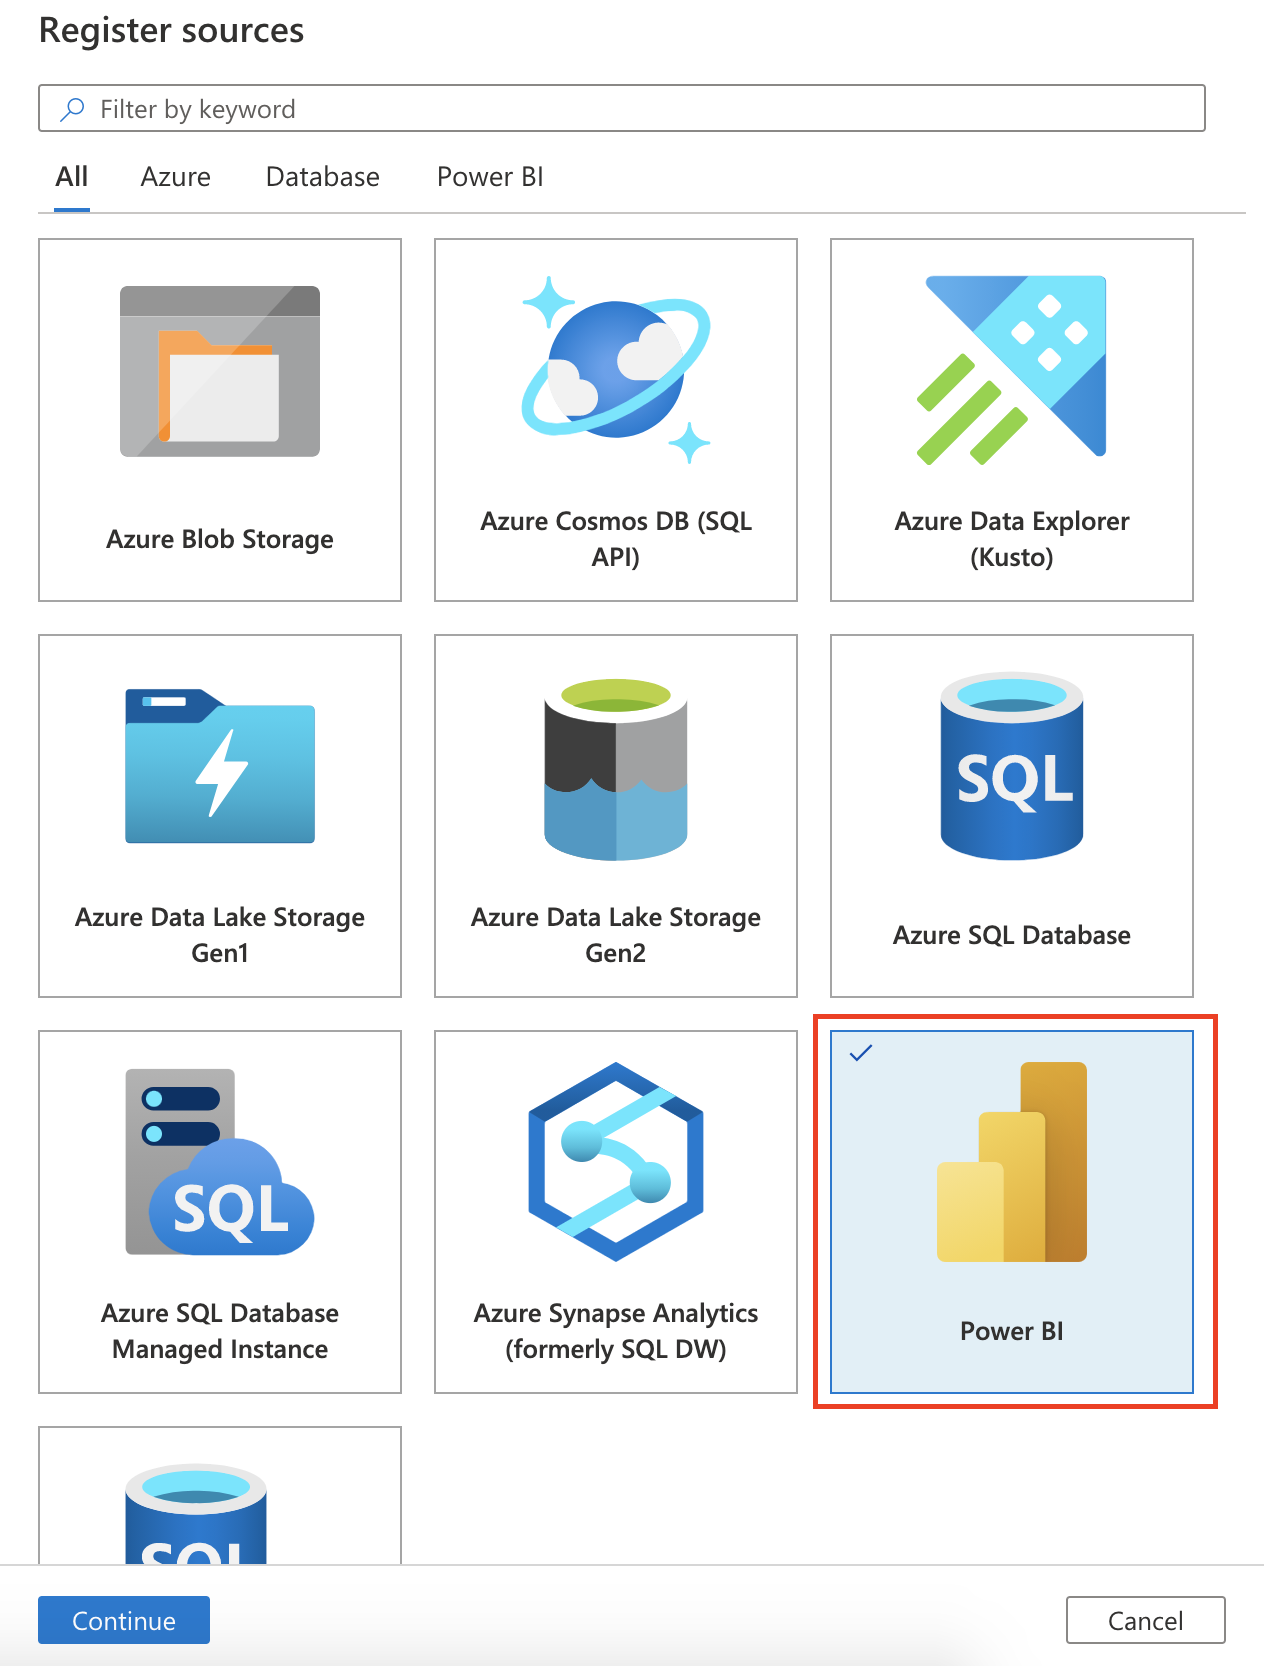 Register sources
Filter by keyword
All Azure Database Power BI
Azure Blob Storage
Azure Cosmos DB (SQL
API)
Azure Data Explorer
(Kusto)
Azure Data Lake Storage
Gen1
Azure Data Lake Storage
Gen2
SQL
Azure SQL Database
SQL
Azure SQL Database
Managed Instance
Azure Synapse Analytics
(formerly SQL DW)
Power BI
SQL
Continue Cancel